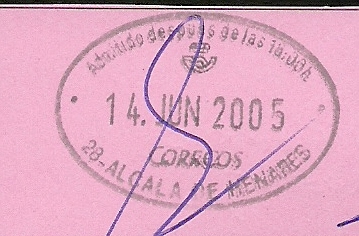 Admitido después de las 18:00h
14. JUN 2005
CORREOS
28-ALCALA DE HENARES